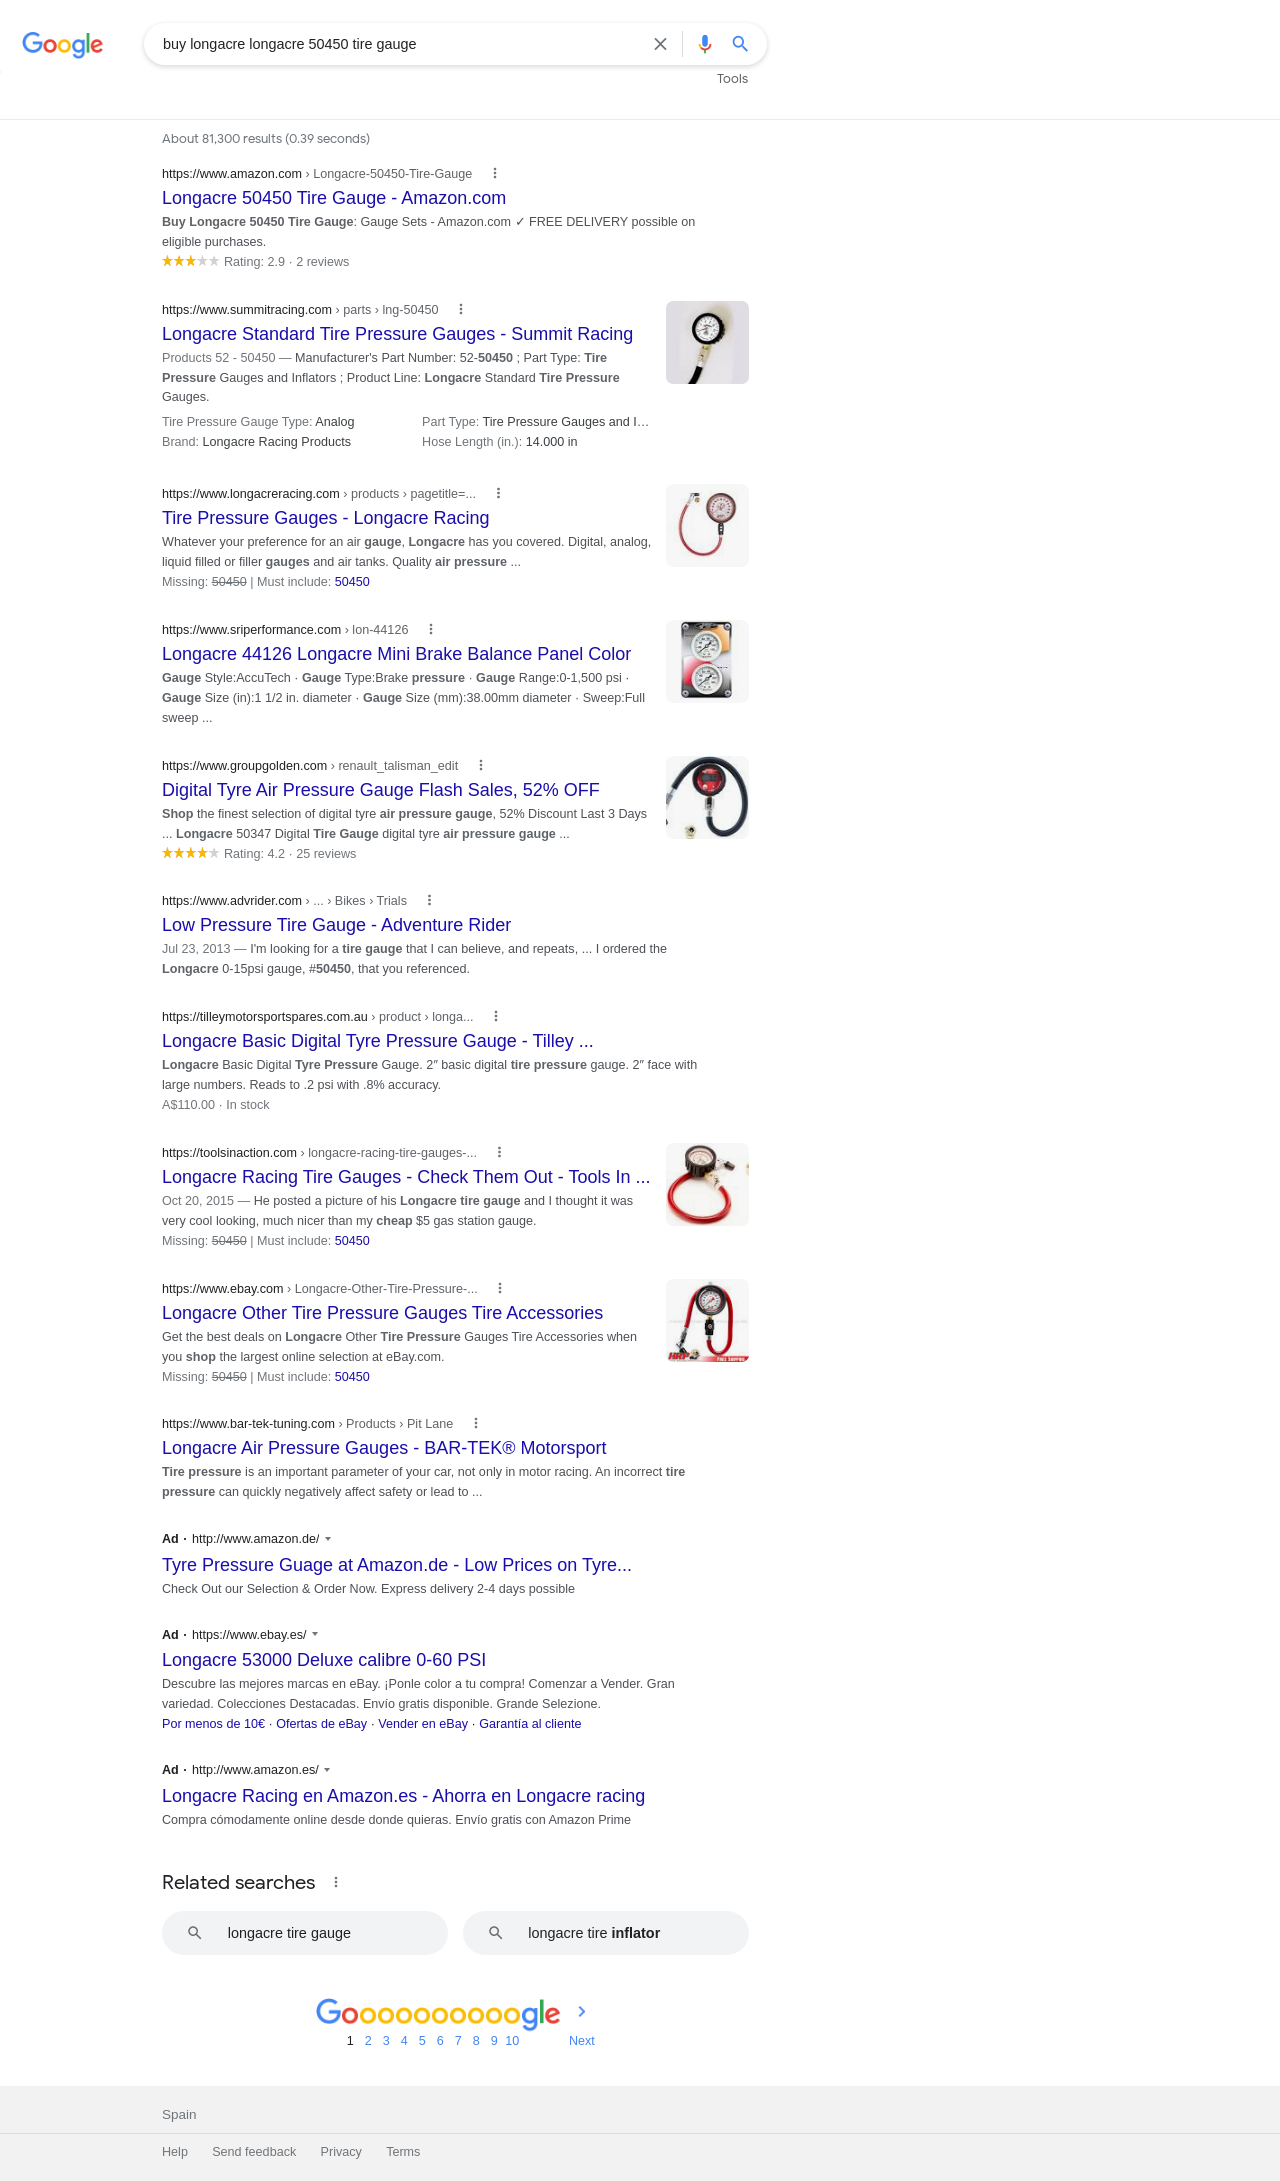 Google
buy longacre longacre 50450 tire gauge
Tools
About 81,300 results (0.39 seconds)
https://www.amazon.com › Longacre-50450-Tire-Gauge
Longacre 50450 Tire Gauge - Amazon.com
Buy Longacre 50450 Tire Gauge: Gauge Sets - Amazon.com ✓ FREE DELIVERY possible on
eligible purchases.
Rating: 2.9 · 2 reviews
https://www.summitracing.com › parts › lng-50450
Longacre Standard Tire Pressure Gauges - Summit Racing
Products 52 - 50450 — Manufacturer's Part Number: 52-50450 ; Part Type: Tire
Pressure Gauges and Inflators ; Product Line: Longacre Standard Tire Pressure
Gauges.
Tire Pressure Gauge Type: Analog
Part Type: Tire Pressure Gauges and I…
Brand: Longacre Racing Products
Hose Length (in.): 14.000 in
https://www.longacreracing.com › products › pagetitle=...
Tire Pressure Gauges - Longacre Racing
Whatever your preference for an air gauge, Longacre has you covered. Digital, analog,
liquid filled or filler gauges and air tanks. Quality air pressure ...
Missing: 50450 | Must include: 50450
https://www.sriperformance.com › lon-44126
Longacre 44126 Longacre Mini Brake Balance Panel Color
Gauge Style:AccuTech · Gauge Type:Brake pressure · Gauge Range:0-1,500 psi ·
Gauge Size (in):1 1/2 in. diameter · Gauge Size (mm):38.00mm diameter · Sweep:Full
sweep ...
https://www.groupgolden.com › renault_talisman_edit
Digital Tyre Air Pressure Gauge Flash Sales, 52% OFF
Shop the finest selection of digital tyre air pressure gauge, 52% Discount Last 3 Days
... Longacre 50347 Digital Tire Gauge digital tyre air pressure gauge ...
Rating: 4.2 · 25 reviews
https://www.advrider.com › ... › Bikes › Trials
Low Pressure Tire Gauge - Adventure Rider
Jul 23, 2013 — I'm looking for a tire gauge that I can believe, and repeats, ... I ordered the
Longacre 0-15psi gauge, #50450, that you referenced.
https://tilleymotorsportspares.com.au › product › longa...
Longacre Basic Digital Tyre Pressure Gauge - Tilley ...
Longacre Basic Digital Tyre Pressure Gauge. 2″ basic digital tire pressure gauge. 2″ face with
large numbers. Reads to .2 psi with .8% accuracy.
A$110.00 · In stock
https://toolsinaction.com › longacre-racing-tire-gauges-...
Longacre Racing Tire Gauges - Check Them Out - Tools In ...
Oct 20, 2015 — He posted a picture of his Longacre tire gauge and I thought it was
very cool looking, much nicer than my cheap $5 gas station gauge.
Missing: 50450 | Must include: 50450
https://www.ebay.com › Longacre-Other-Tire-Pressure-...
Longacre Other Tire Pressure Gauges Tire Accessories
Get the best deals on Longacre Other Tire Pressure Gauges Tire Accessories when
you shop the largest online selection at eBay.com.
Missing: 50450 | Must include: 50450
HRP
https://www.bar-tek-tuning.com › Products › Pit Lane
Longacre Air Pressure Gauges - BAR-TEK® Motorsport
Tire pressure is an important parameter of your car, not only in motor racing. An incorrect tire
pressure can quickly negatively affect safety or lead to ...
Ad · http://www.amazon.de/
Tyre Pressure Guage at Amazon.de - Low Prices on Tyre...
Check Out our Selection & Order Now. Express delivery 2-4 days possible
Ad · https://www.ebay.es/
Longacre 53000 Deluxe calibre 0-60 PSI
Descubre las mejores marcas en eBay. ¡Ponle color a tu compra! Comenzar a Vender. Gran
variedad. Colecciones Destacadas. Envío gratis disponible. Grande Selezione.
Por menos de 10€ · Ofertas de eBay · Vender en eBay · Garantía al cliente
Ad · http://www.amazon.es/
Longacre Racing en Amazon.es - Ahorra en Longacre racing
Compra cómodamente online desde donde quieras. Envío gratis con Amazon Prime
Related searches
longacre tire gauge
longacre tire inflator
Goooooooooogle
1 2 3 4 5 6 7 8 9 10 Next
Spain
Help Send feedback Privacy Terms